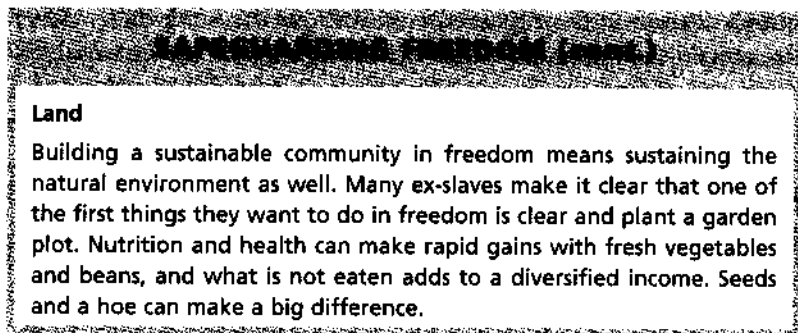 SAFEGUARDING FREEDOM (cont.)
Land
Building a sustainable community in freedom means sustaining the
natural environment as well. Many ex-slaves make it clear that one of
the first things they want to do in freedom is clear and plant a garden
plot. Nutrition and health can make rapid gains with fresh vegetables
and beans, and what is not eaten adds to a diversified income. Seeds
and a hoe can make a big difference.